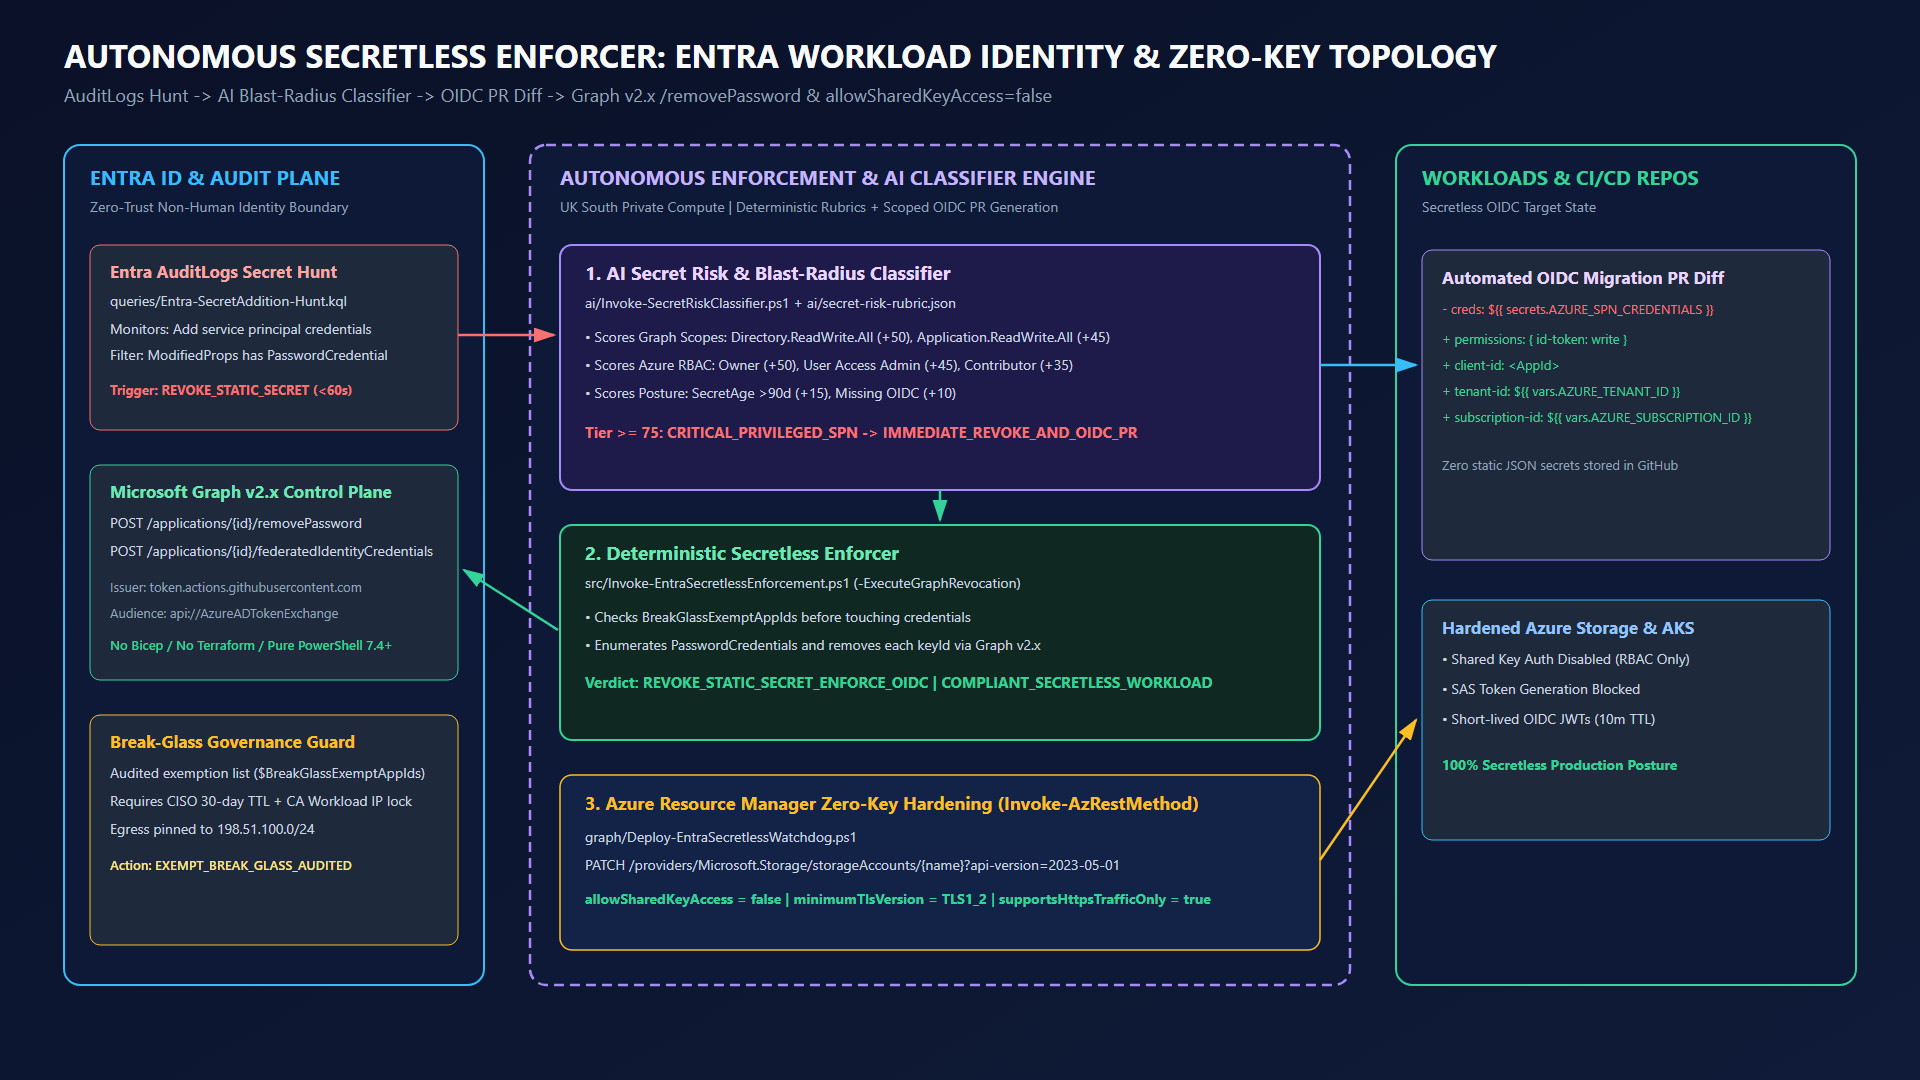 AUTONOMOUS SECRETLESS ENFORCER: ENTRA WORKLOAD IDENTITY & ZERO-KEY TOPOLOGY
AuditLogs Hunt -> AI Blast-Radius Classifier -> OIDC PR Diff -> Graph v2.x /removePassword & allowSharedKeyAccess=false
ENTRA ID & AUDIT PLANE
Zero-Trust Non-Human Identity Boundary
Entra AuditLogs Secret Hunt
queries/Entra-SecretAddition-Hunt.kql
Monitors: Add service principal credentials
Filter: ModifiedProps has PasswordCredential
Trigger: REVOKE_STATIC_SECRET (<60s)
Microsoft Graph v2.x Control Plane
POST /applications/{id}/removePassword
POST /applications/{id}/federatedIdentityCredentials
Issuer: token.actions.githubusercontent.com
Audience: api://AzureADTokenExchange
No Bicep / No Terraform / Pure PowerShell 7.4+
Break-Glass Governance Guard
Audited exemption list ($BreakGlassExemptAppIds)
Requires CISO 30-day TTL + CA Workload IP lock
Egress pinned to 198.51.100.0/24
Action: EXEMPT_BREAK_GLASS_AUDITED
AUTONOMOUS ENFORCEMENT & AI CLASSIFIER ENGINE
UK South Private Compute | Deterministic Rubrics + Scoped OIDC PR Generation
1. AI Secret Risk & Blast-Radius Classifier
ai/Invoke-SecretRiskClassifier.ps1 + ai/secret-risk-rubric.json
• Scores Graph Scopes: Directory.ReadWrite.All (+50), Application.ReadWrite.All (+45)
• Scores Azure RBAC: Owner (+50), User Access Admin (+45), Contributor (+35)
• Scores Posture: SecretAge >90d (+15), Missing OIDC (+10)
Tier >= 75: CRITICAL_PRIVILEGED_SPN -> IMMEDIATE_REVOKE_AND_OIDC_PR
2. Deterministic Secretless Enforcer
src/Invoke-EntraSecretlessEnforcement.ps1 (-ExecuteGraphRevocation)
• Checks BreakGlassExemptAppIds before touching credentials
• Enumerates PasswordCredentials and removes each keyId via Graph v2.x
Verdict: REVOKE_STATIC_SECRET_ENFORCE_OIDC | COMPLIANT_SECRETLESS_WORKLOAD
3. Azure Resource Manager Zero-Key Hardening (Invoke-AzRestMethod)
graph/Deploy-EntraSecretlessWatchdog.ps1
PATCH /providers/Microsoft.Storage/storageAccounts/{name}?api-version=2023-05-01
allowSharedKeyAccess = false | minimumTlsVersion = TLS1_2 | supportsHttpsTrafficOnly = true
WORKLOADS & CI/CD REPOS
Secretless OIDC Target State
Automated OIDC Migration PR Diff
- creds: ${{ secrets.AZURE_SPN_CREDENTIALS }}
+ permissions: { id-token: write }
+ client-id: <AppId>
+ tenant-id: ${{ vars.AZURE_TENANT_ID }}
+ subscription-id: ${{ vars.AZURE_SUBSCRIPTION_ID }}
Zero static JSON secrets stored in GitHub
Hardened Azure Storage & AKS
• Shared Key Auth Disabled (RBAC Only)
• SAS Token Generation Blocked
• Short-lived OIDC JWTs (10m TTL)
100% Secretless Production Posture